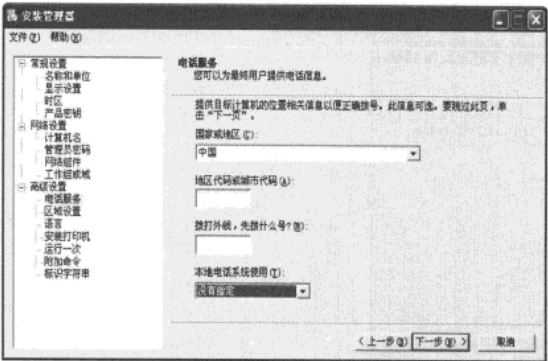 安装管理器
文件(F) 帮助(H)
常规设置
名称和单位
显示设置
时区
产品密钥
网络设置
计算机名
管理员密码
网络组件
工作组或域
高级设置
电话服务
区域设置
语言
安装打印机
运行一次
附加命令
标识字符串
电话服务
您可以为最终用户提供电话信息。
提供目标计算机的位置相关信息以便正确拨号。此信息可选。要跳过此页，单
击“下一页”。
国家或地区(C):
中国
地区代码或城市代码(A):
拨打外线，先拨什么号?(W):
本地电话系统使用(T):
没有指定
<上一步(B) 下一步(N)> 取消